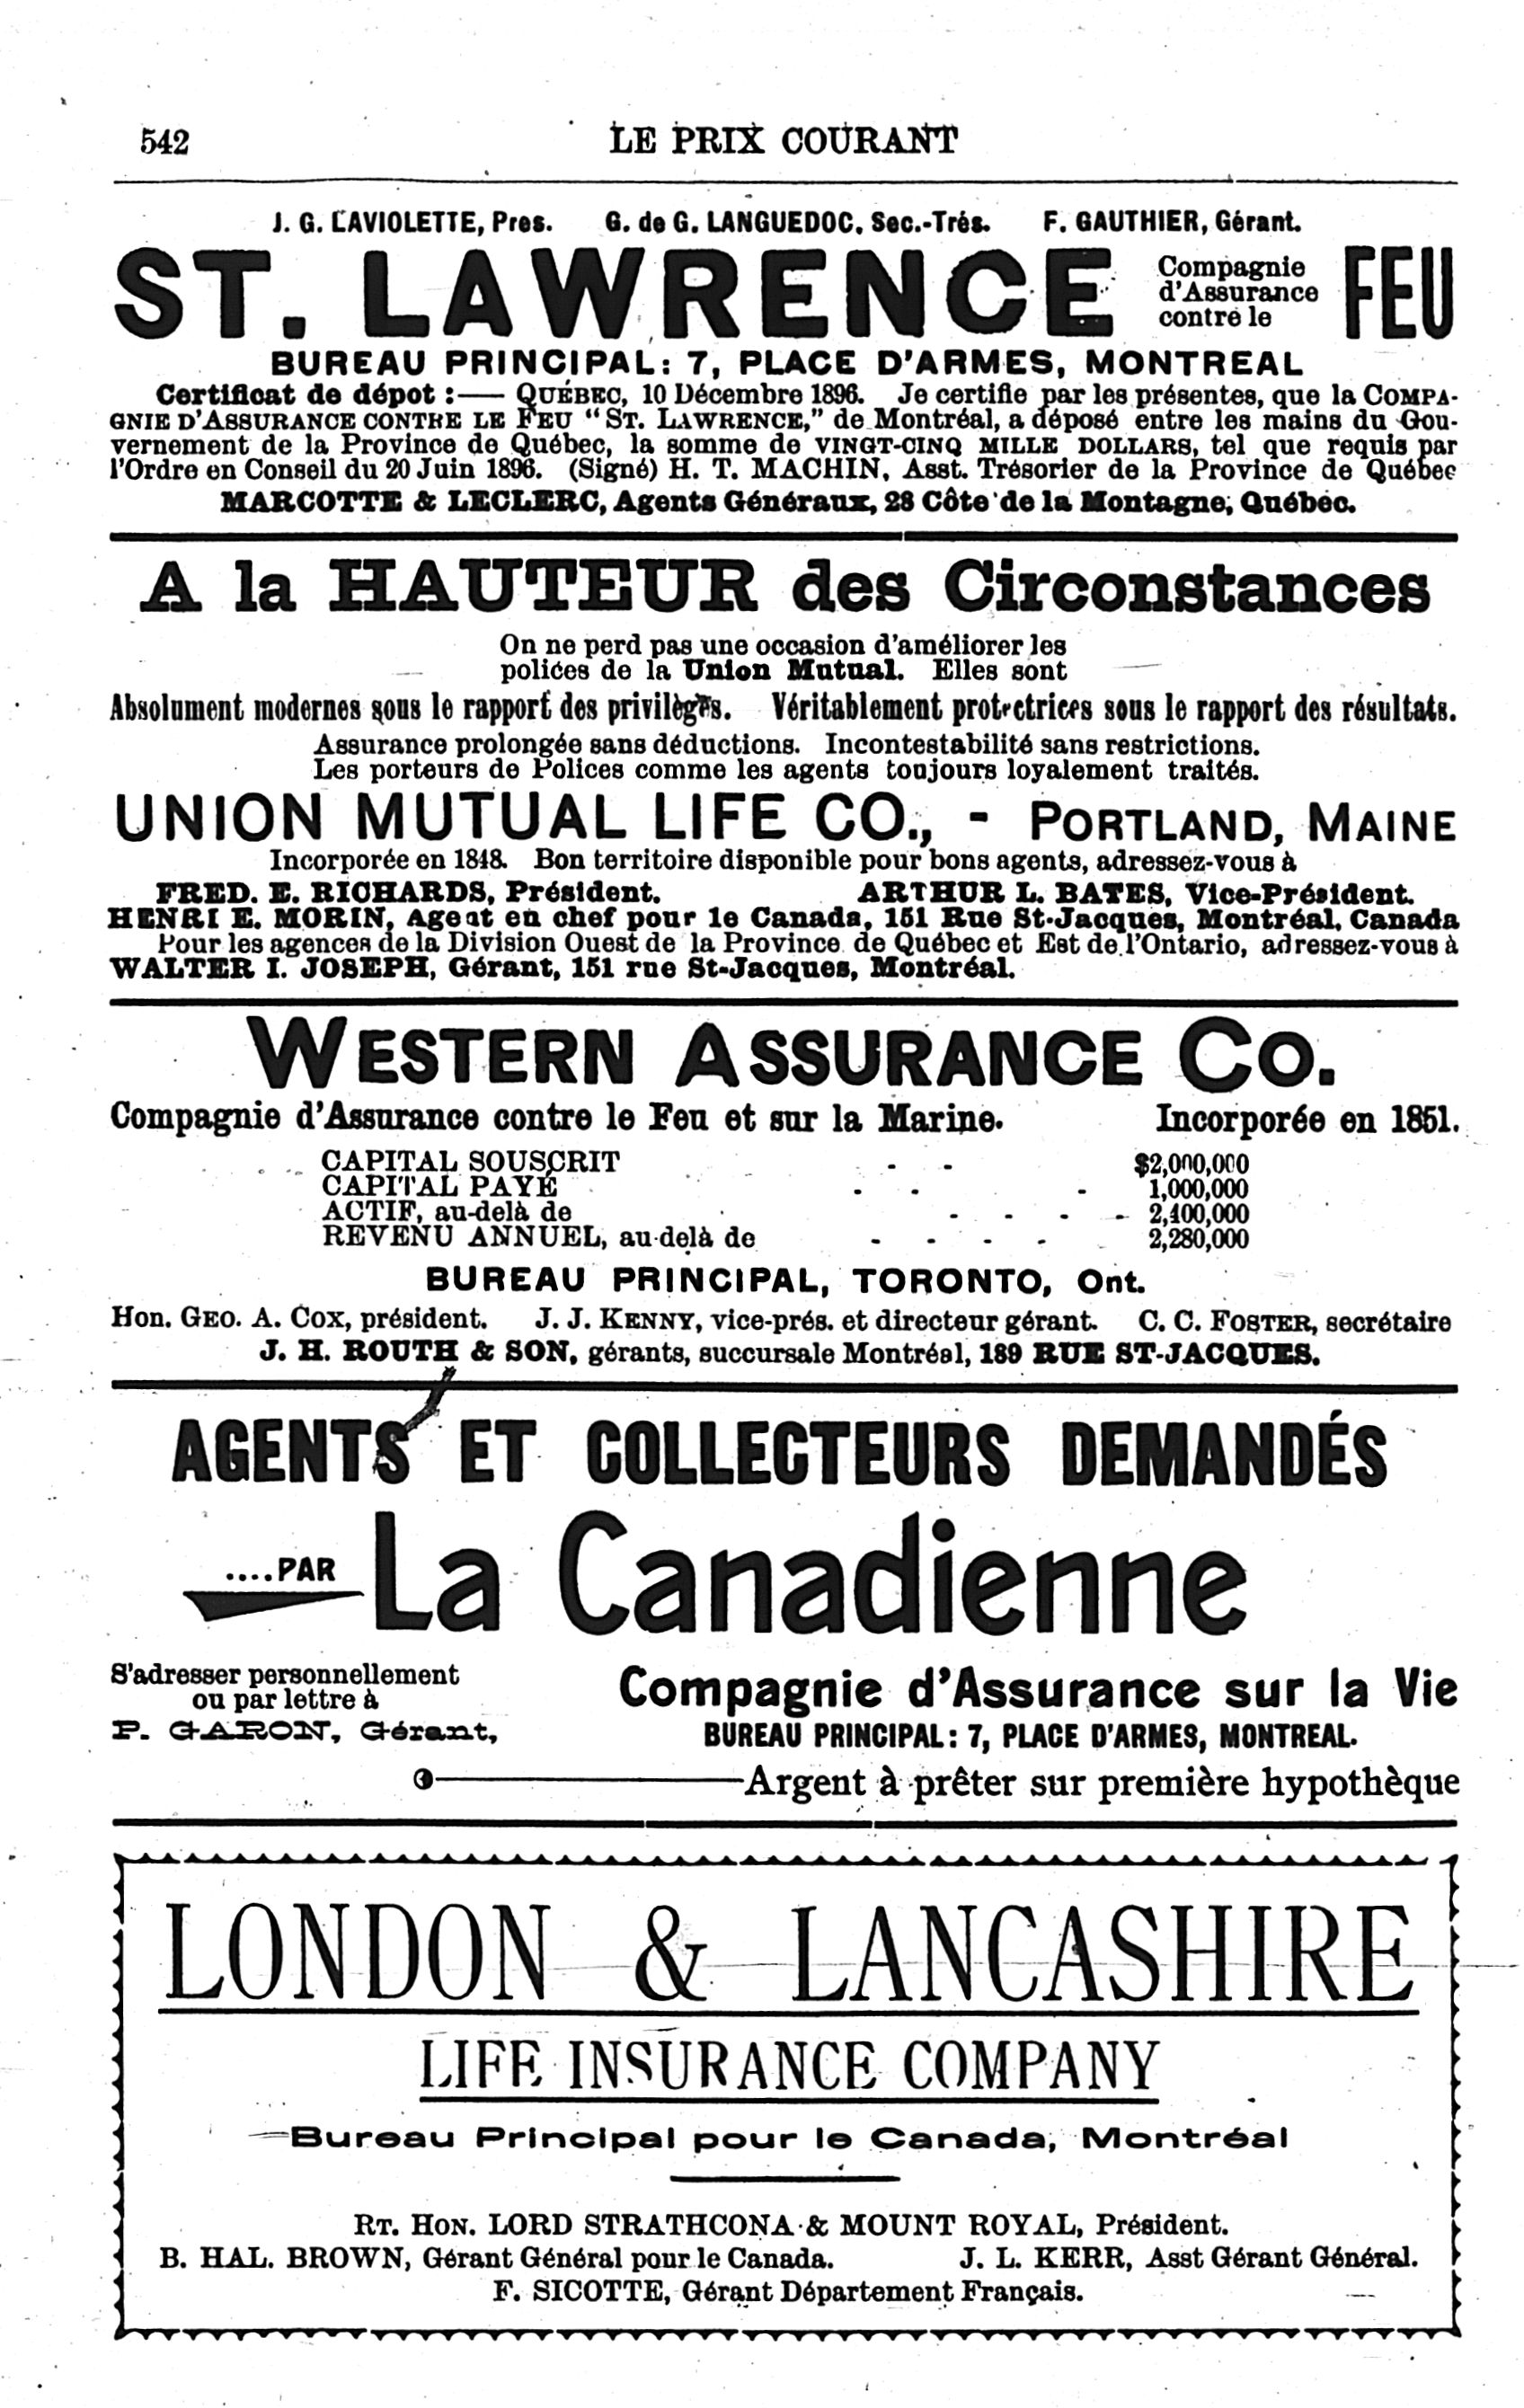 542
LE PRIX COURANT
J. G. LAVIOLETTE, Pres. G. de G. LANGUEDOC, Sec.-Trés. F. GAUTHIER, Gérant.
ST. LAWRENCE
Compagnie
d'Assurance
contre le
FEU
BUREAU PRINCIPAL: 7, PLACE D'ARMES, MONTREAL
Certificat de dépot :— QUÉBEC, 10 Décembre 1896. Je certifie par les présentes, que la COMPA-
GNIE D'ASSURANCE CONTRE LE FEU "ST. LAWRENCE," de Montréal, a déposé entre les mains du Gou-
vernement de la Province de Québec, la somme de VINGT-CINQ MILLE DOLLARS, tel que requis par
l'Ordre en Conseil du 20 Juin 1896. (Signé) H. T. MACHIN, Asst. Trésorier de la Province de Québec
MARCOTTE & LECLERC, Agents Généraux, 28 Côte de la Montagne, Québec.
A la HAUTEUR des Circonstances
On ne perd pas une occasion d'améliorer les
polices de la Union Mutual. Elles sont
Absolument modernes sous le rapport des privilèges. Véritablement protectrices sous le rapport des résultats.
Assurance prolongée sans déductions. Incontestabilité sans restrictions.
Les porteurs de Polices comme les agents toujours loyalement traités.
UNION MUTUAL LIFE CO., - PORTLAND, MAINE
Incorporée en 1848. Bon territoire disponible pour bons agents, adressez-vous à
FRED. E. RICHARDS, Président. ARTHUR L. BATES, Vice-Président.
HENRI E. MORIN, Agent en chef pour le Canada, 151 Rue St-Jacques, Montréal, Canada
Pour les agences de la Division Ouest de la Province de Québec et Est de l'Ontario, adressez-vous à
WALTER I. JOSEPH, Gérant, 151 rue St-Jacques, Montréal.
WESTERN ASSURANCE CO.
Compagnie d'Assurance contre le Feu et sur la Marine. Incorporée en 1851.
CAPITAL SOUSCRIT - - $2,000,000
CAPITAL PAYÉ - - - 1,000,000
ACTIF, au-delà de - - - - 2,400,000
REVENU ANNUEL, au-delà de - - - - - 2,280,000
BUREAU PRINCIPAL, TORONTO, Ont.
Hon. GEO. A. COX, président. J. J. KENNY, vice-prés. et directeur gérant. C. C. FOSTER, secrétaire
J. H. ROUTH & SON, gérants, succursale Montréal, 189 RUE ST-JACQUES.
AGENTS ET COLLECTEURS DEMANDÉS
....PAR La Canadienne
S'adresser personnellement
ou par lettre à
P. GARON, Gérant,
Compagnie d'Assurance sur la Vie
BUREAU PRINCIPAL: 7, PLACE D'ARMES, MONTREAL.
Argent à prêter sur première hypothèque
LONDON & LANCASHIRE
LIFE INSURANCE COMPANY
Bureau Principal pour le Canada, Montréal
RT. HON. LORD STRATHCONA & MOUNT ROYAL, Président.
B. HAL. BROWN, Gérant Général pour le Canada. J. L. KERR, Asst Gérant Général.
F. SICOTTE, Gérant Département Français.